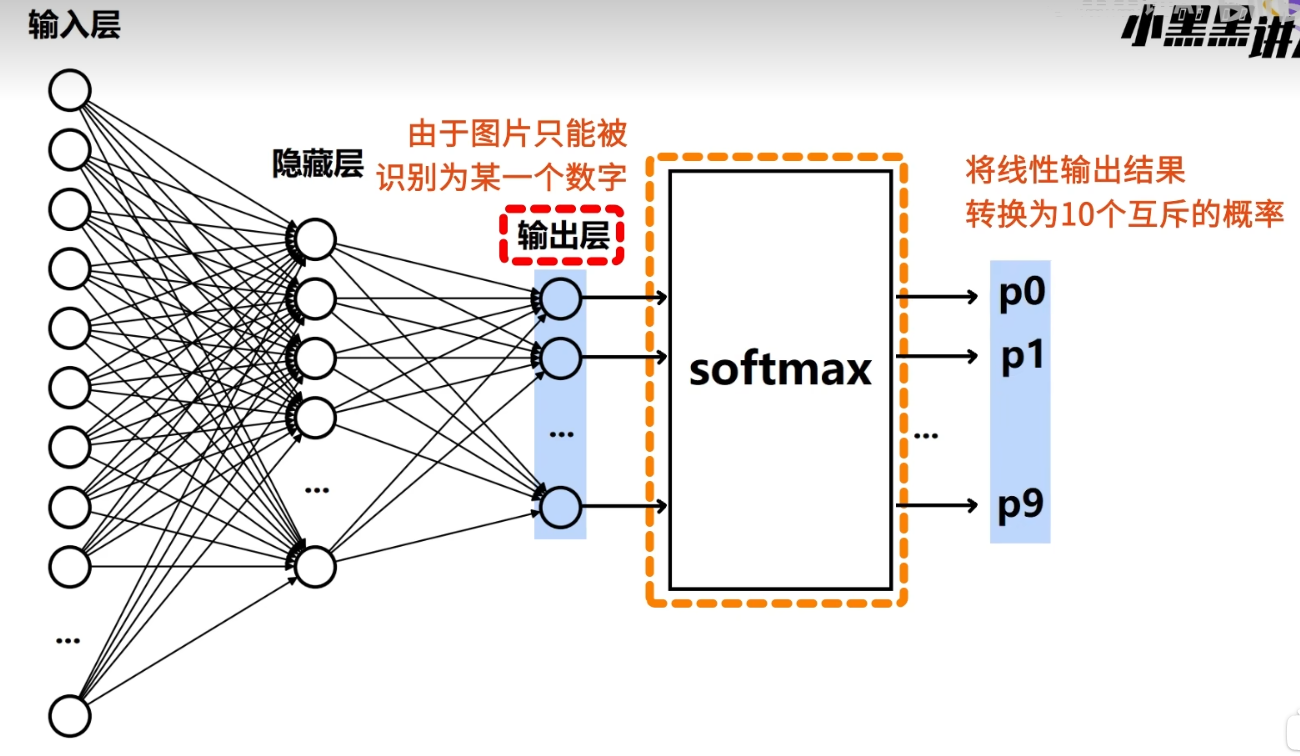 输入层
小黑黑讲
由于图片只能被
识别为某一个数字
隐藏层
将线性输出结果
转换为10个互斥的概率
输出层
p0
p1
softmax
...
...
p9
...
...